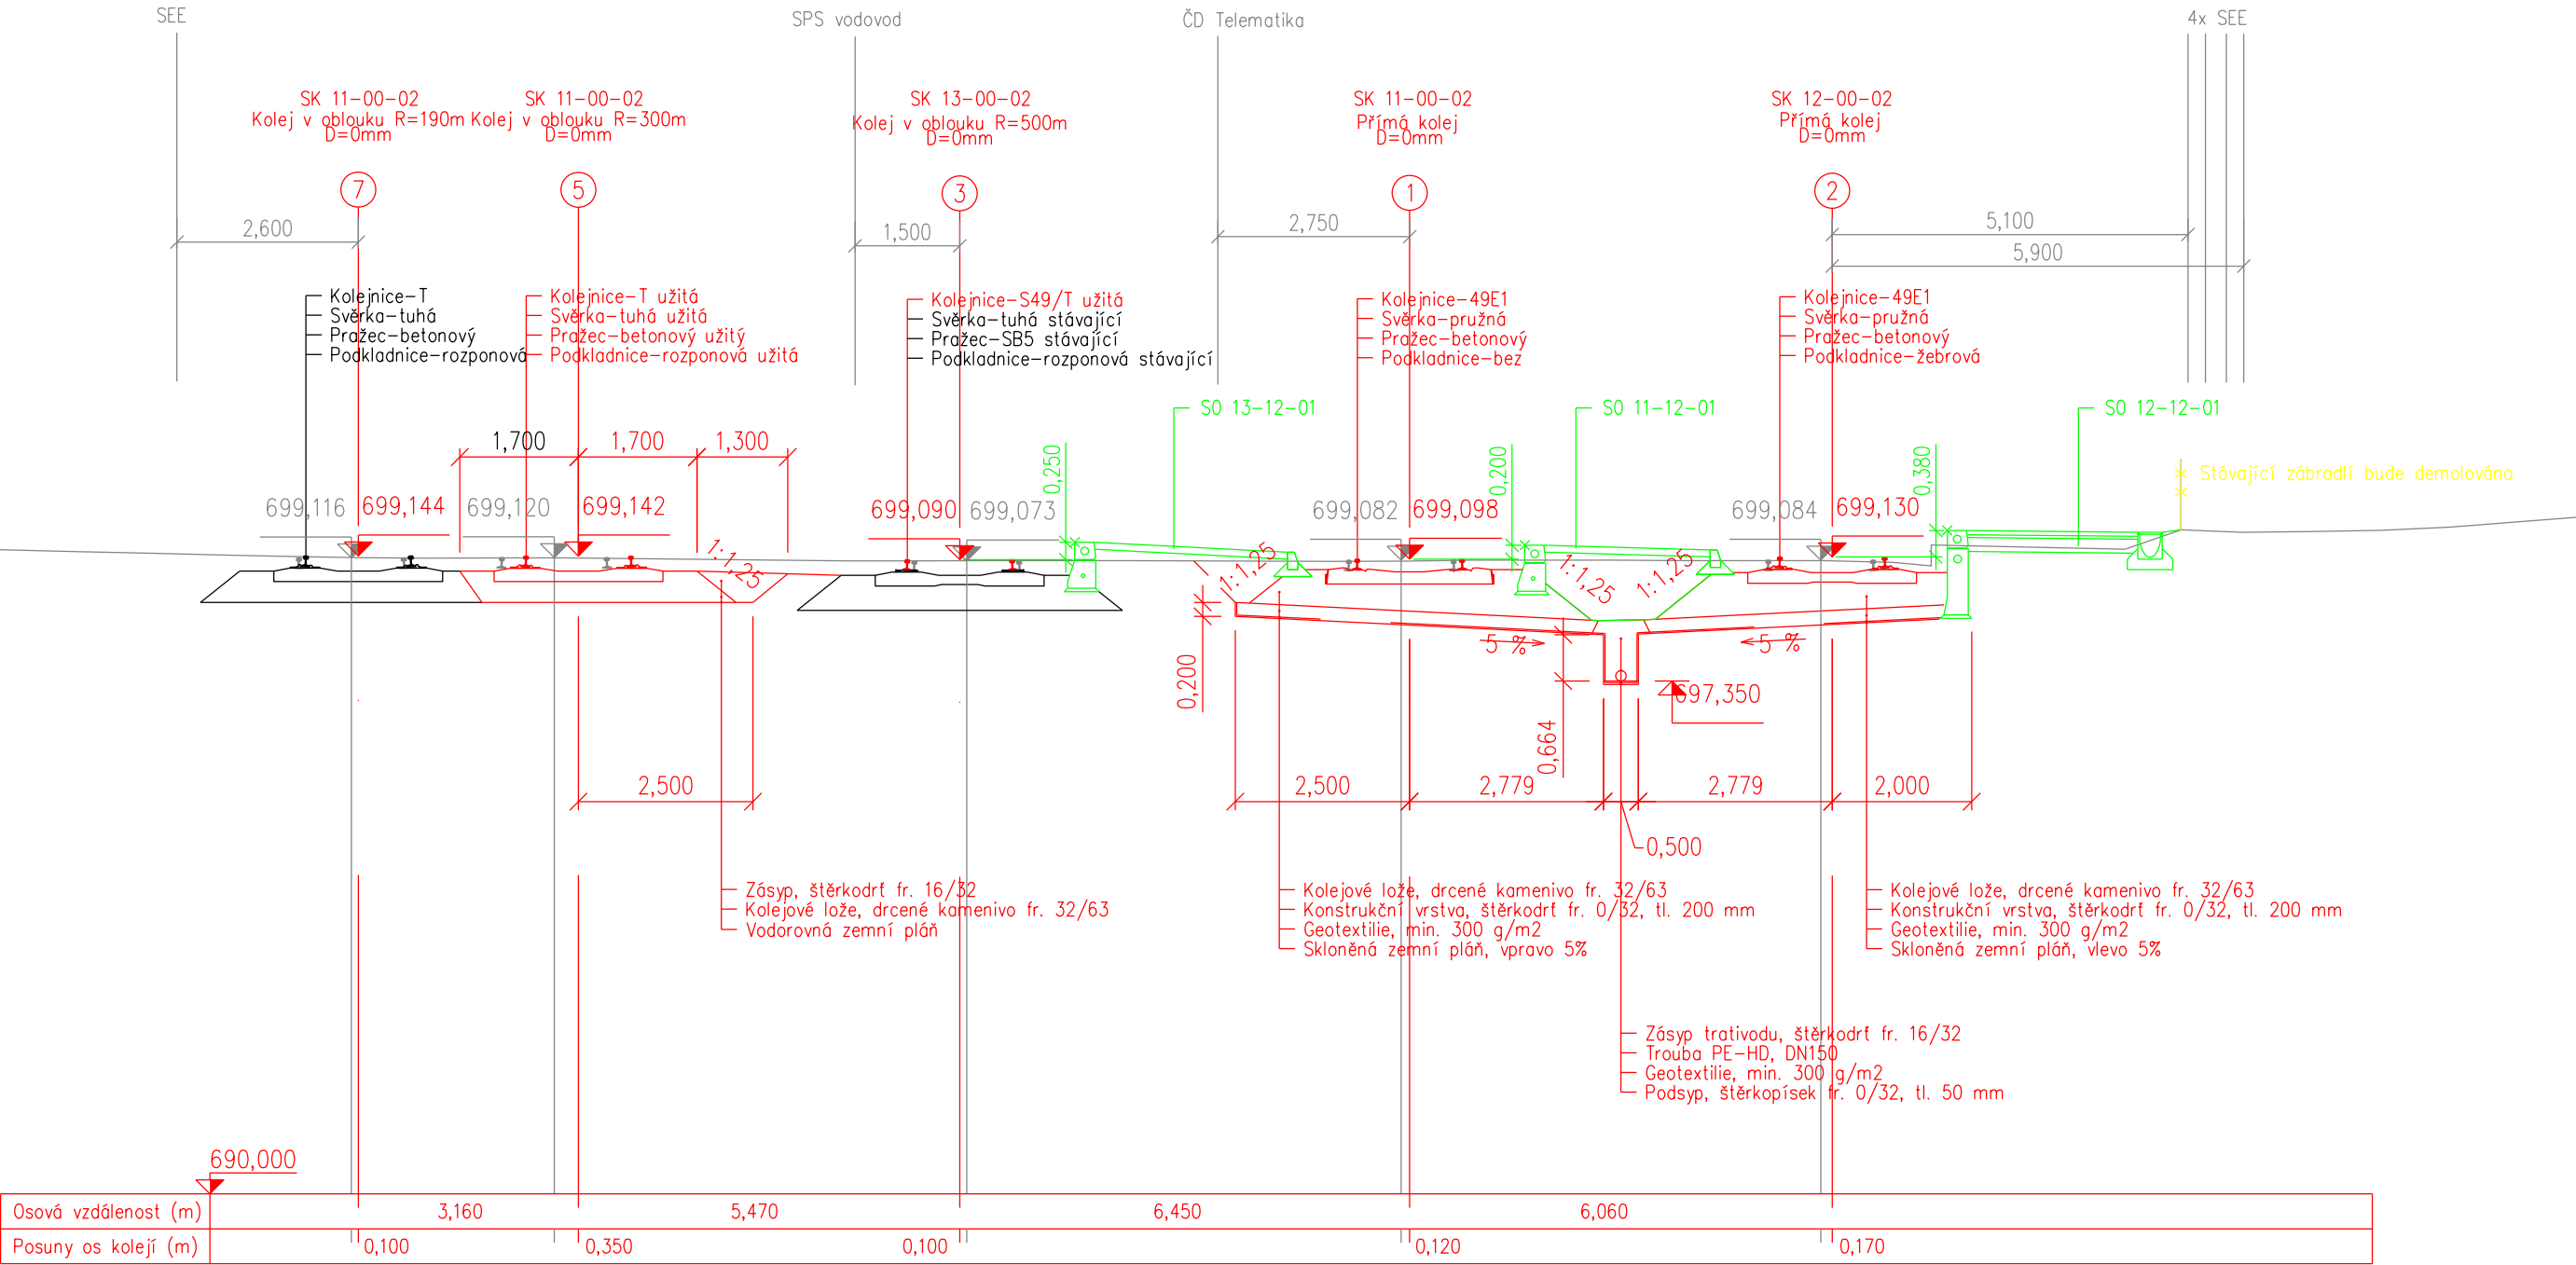 SEE
SPS vodovod
ČD Telematika
4x SEE
SK 11-00-02
Kolej v oblouku R=190m
D=0mm
SK 11-00-02
Kolej v oblouku R=300m
D=0mm
SK 13-00-02
Kolej v oblouku R=500m
D=0mm
SK 11-00-02
Přímá kolej
D=0mm
SK 12-00-02
Přímá kolej
D=0mm
7
5
3
1
2
2,600
1,500
2,750
5,100
5,900
Kolejnice-T
Svěrka-tuhá
Pražec-betonový
Podkladnice-rozponová
Kolejnice-T užitá
Svěrka-tuhá užitá
Pražec-betonový užitý
Podkladnice-rozponová užitá
Kolejnice-S49/T užitá
Svěrka-tuhá stávající
Pražec-SB5 stávající
Podkladnice-rozponová stávající
Kolejnice-49E1
Svěrka-pružná
Pražec-betonový
Podkladnice-bez
Kolejnice-49E1
Svěrka-pružná
Pražec-betonový
Podkladnice-žebrová
SO 13-12-01
SO 11-12-01
SO 12-12-01
1,700
1,700
1,300
0,250
0,200
0,380
Stávající zábradlí bude demolováno
699,116
699,144
699,120
699,142
699,090
699,073
699,082
699,098
699,084
699,130
1:1,25
1:1,25
1:1,25
1:1,25
5 %
5 %
0,200
0,664
697,350
2,500
2,500
2,779
2,779
2,000
0,500
Zásyp, štěrkodrť fr. 16/32
Kolejové lože, drcené kamenivo fr. 32/63
Vodorovná zemní pláň
Kolejové lože, drcené kamenivo fr. 32/63
Konstrukční vrstva, štěrkodrť fr. 0/32, tl. 200 mm
Geotextilie, min. 300 g/m2
Skloněná zemní pláň, vpravo 5%
Kolejové lože, drcené kamenivo fr. 32/63
Konstrukční vrstva, štěrkodrť fr. 0/32, tl. 200 mm
Geotextilie, min. 300 g/m2
Skloněná zemní pláň, vlevo 5%
Zásyp trativodu, štěrkodrť fr. 16/32
Trouba PE-HD, DN150
Geotextilie, min. 300 g/m2
Podsyp, štěrkopísek fr. 0/32, tl. 50 mm
690,000
Osová vzdálenost (m) 3,160 5,470 6,450 6,060
Posuny os kolejí (m) 0,100 0,350 0,100 0,120 0,170